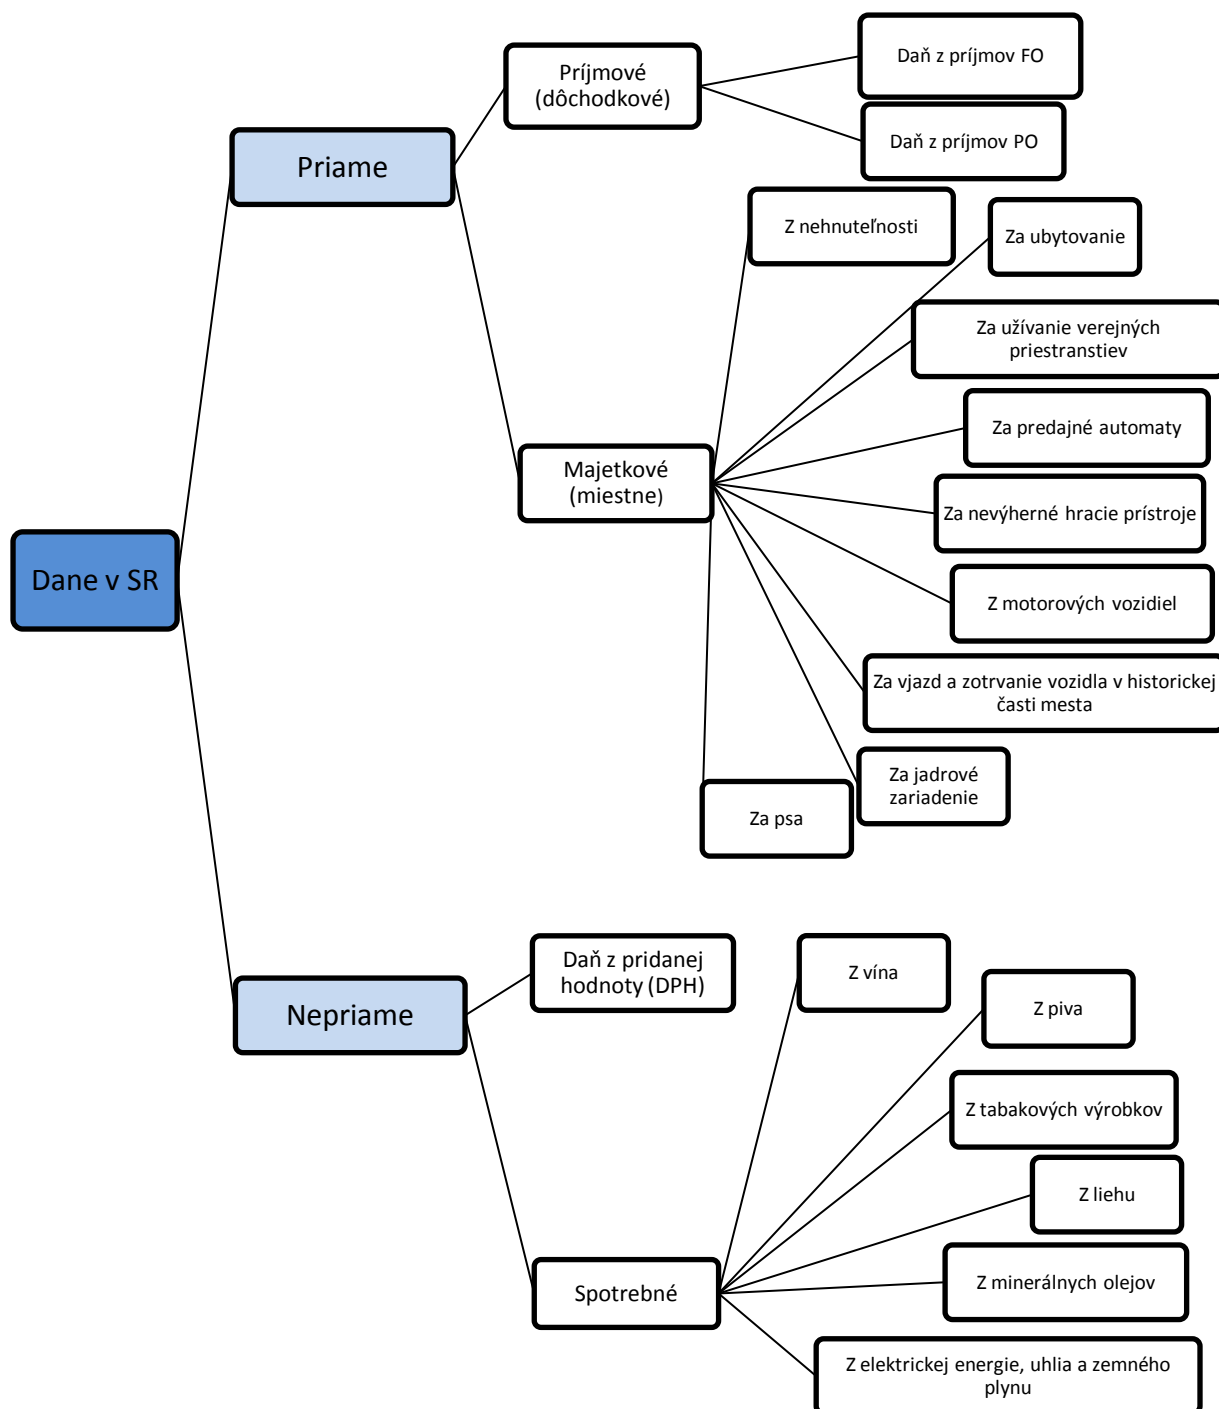 Príjmové
(dôchodkové)
Daň z príjmov FO
Daň z príjmov PO
Priame
Z nehnuteľnosti
Za ubytovanie
Za užívanie verejných
priestranstiev
Za predajné automaty
Majetkové
(miestne)
Za nevýherné hracie prístroje
Dane v SR
Z motorových vozidiel
Za vjazd a zotrvanie vozidla v historickej
časti mesta
Za jadrové
zariadenie
Za psa
Daň z pridanej
hodnoty (DPH)
Z vína
Nepriame
Z piva
Z tabakových výrobkov
Z liehu
Spotrebné
Z minerálnych olejov
Z elektrickej energie, uhlia a zemného
plynu